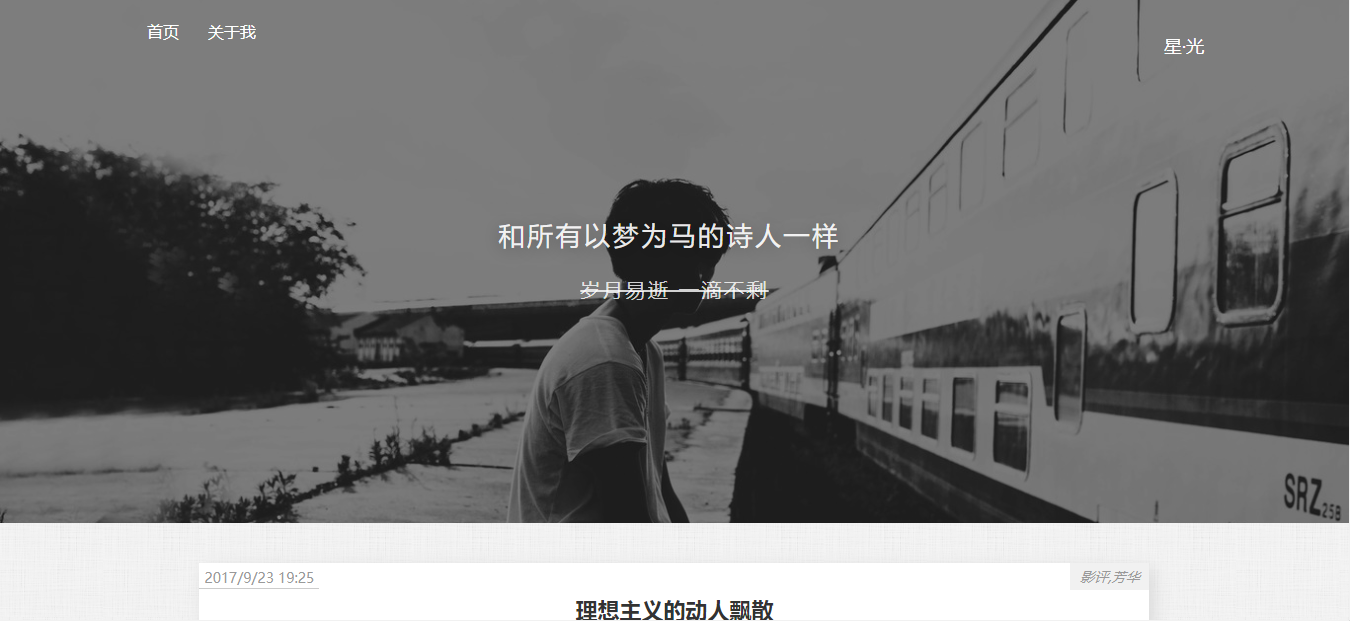 首页 关于我
星·光
和所有以梦为马的诗人一样
岁月易逝 一滴不剩
SRZ258
2017/9/23 19:25
影评,芳华
理想主义的动人飘散